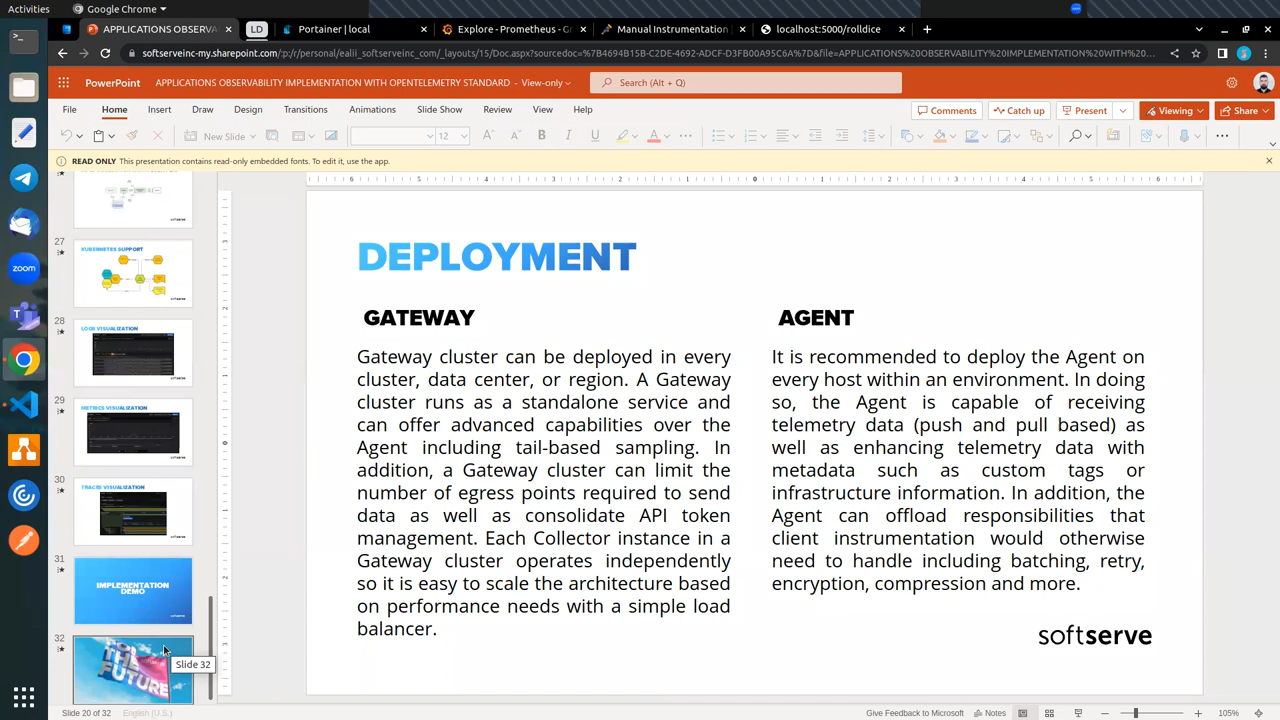 Activities
Google Chrome
APPLICATIONS OBSERVAB
LD
Portainer | local
Explore - Prometheus - Gr
Manual Instrumentation
localhost:5000/rolldice
softserveinc-my.sharepoint.com/:p:/personal/ealii_softserveinc_com/_layouts/15/Doc.aspx?sourcedoc=%7B4694B15B-C2DE-4692-ADCF-D3FB00A95C6A%7D&file=APPLICATIONS%20OBSERVABILITY%20IMPLEMENTATION%20WITH%20...
PowerPoint
APPLICATIONS OBSERVABILITY IMPLEMENTATION WITH OPENTELEMETRY STANDARD - View-only
Search (Alt + Q)
File Home Insert Draw Design Transitions Animations Slide Show Review View Help
Comments Catch up Present Viewing Share
New Slide
12
READ ONLY This presentation contains read-only embedded fonts. To edit it, use the app.
27
KUBERNETES SUPPORT
28
LOGS VISUALIZATION
29
METRICS VISUALIZATION
30
TRACES VISUALIZATION
31
IMPLEMENTATION
DEMO
32
THE
FUTURE
Slide 32
DEPLOYMENT
GATEWAY
Gateway cluster can be deployed in every
cluster, data center, or region. A Gateway
cluster runs as a standalone service and
can offer advanced capabilities over the
Agent including tail-based sampling. In
addition, a Gateway cluster can limit the
number of egress points required to send
data as well as consolidate API token
management. Each Collector instance in a
Gateway cluster operates independently
so it is easy to scale the architecture based
on performance needs with a simple load
balancer.
AGENT
It is recommended to deploy the Agent on
every host within an environment. In doing
so, the Agent is capable of receiving
telemetry data (push and pull based) as
well as enhancing telemetry data with
metadata such as custom tags or
infrastructure information. In addition, the
Agent can offload responsibilities that
client instrumentation would otherwise
need to handle including batching, retry,
encryption, compression and more.
softserve
Slide 20 of 32
English (U.S.)
Give Feedback to Microsoft
Notes
105%